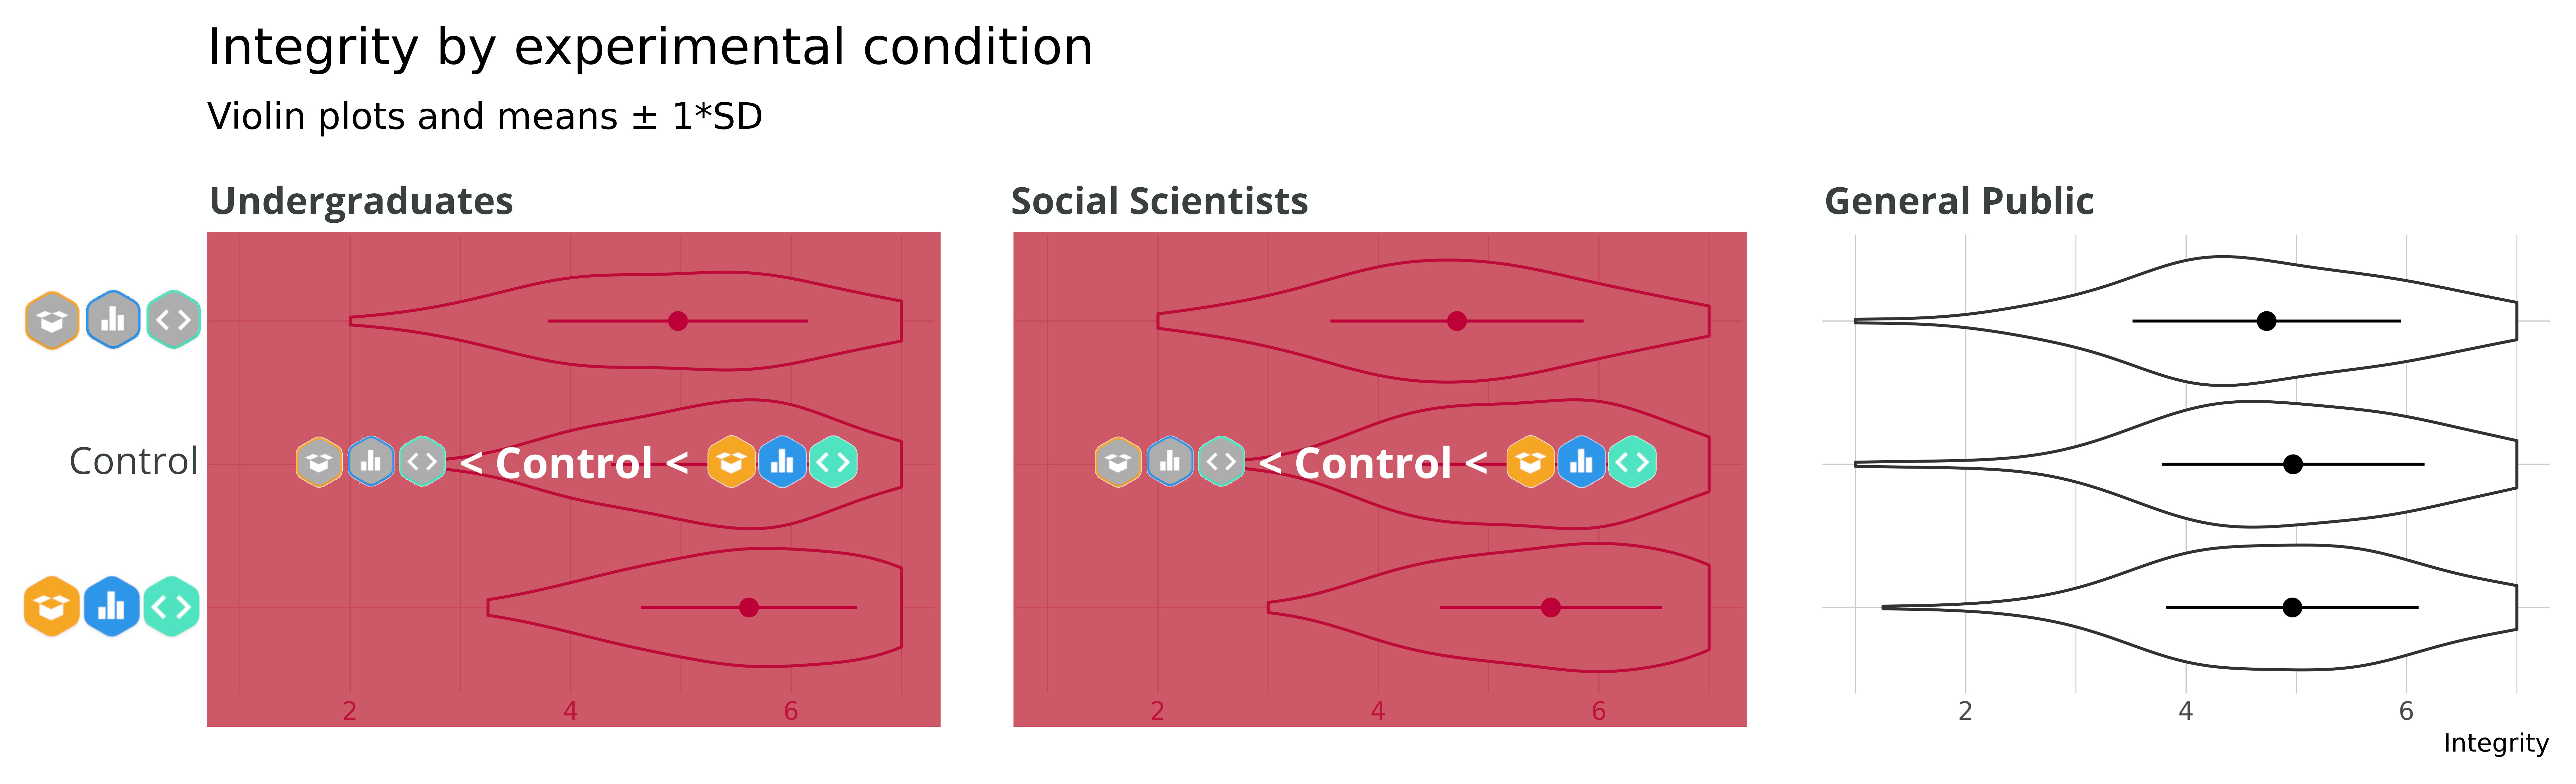 Integrity by experimental condition
Violin plots and means ± 1*SD
Undergraduates
Social Scientists
General Public
Control
< Control <
< Control <
2 4 6
2 4 6
2 4 6
Integrity